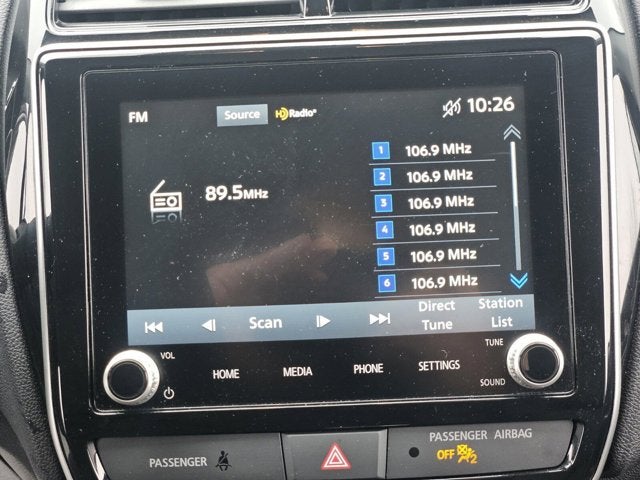 FM Source HD Radio® 10:26
89.5MHz
1 106.9 MHz
2 106.9 MHz
3 106.9 MHz
4 106.9 MHz
5 106.9 MHz
6 106.9 MHz
Scan
Direct
Tune
Station
List
VOL
HOME MEDIA PHONE SETTINGS
TUNE
SOUND
PASSENGER
PASSENGER AIRBAG
OFF 2